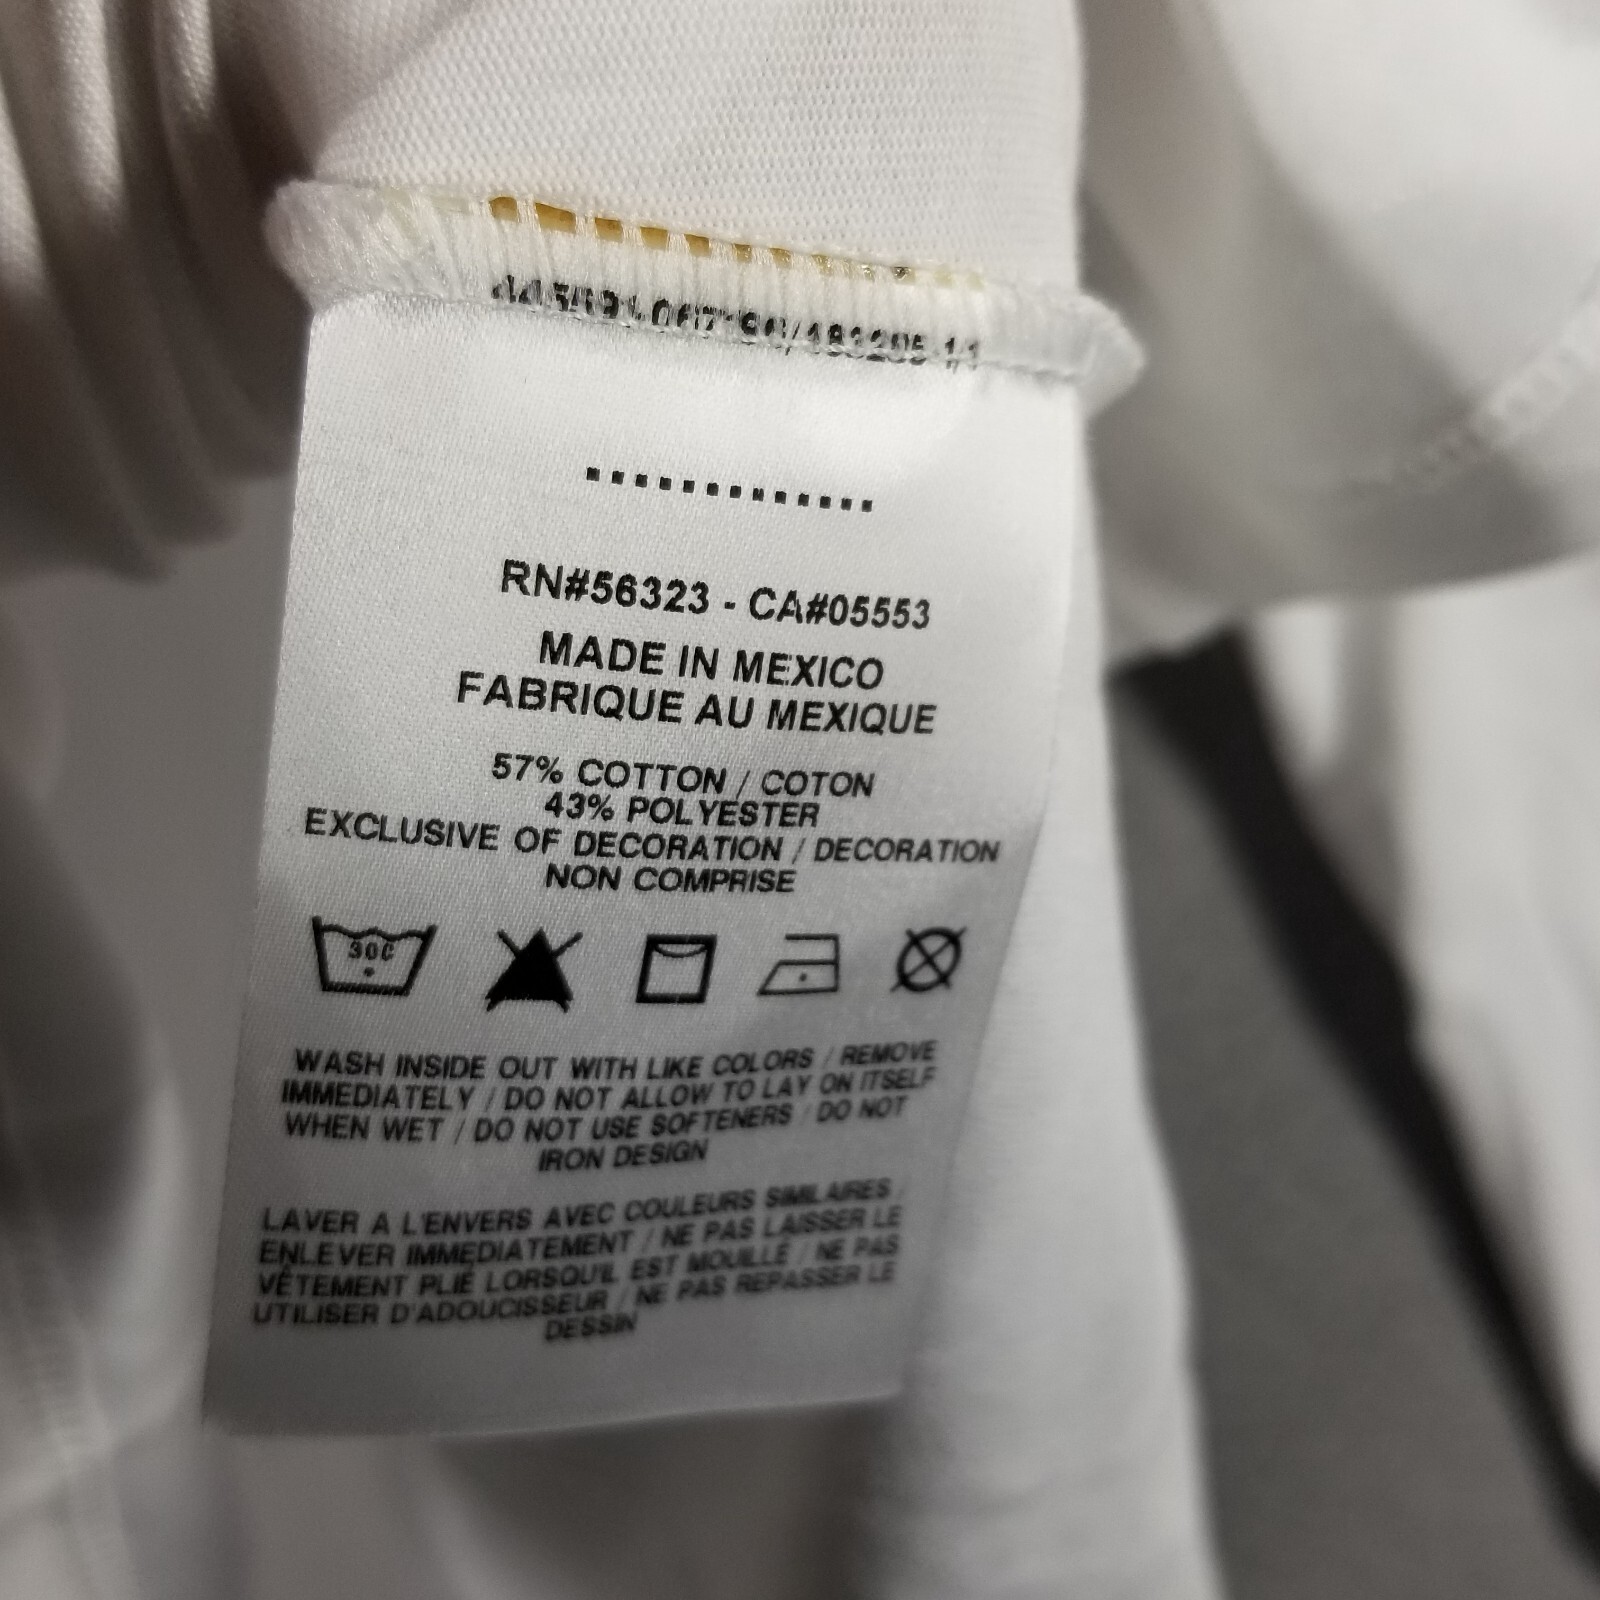 RN#56323 - CA#05553
MADE IN MEXICO
FABRIQUE AU MEXIQUE
57% COTTON / COTON
43% POLYESTER
EXCLUSIVE OF DECORATION / DECORATION
NON COMPRISE
30C
WASH INSIDE OUT WITH LIKE COLORS / REMOVE
IMMEDIATELY / DO NOT ALLOW TO LAY ON ITSELF
WHEN WET / DO NOT USE SOFTENERS / DO NOT
IRON DESIGN
LAVER A L'ENVERS AVEC COULEURS SIMILAIRES /
ENLEVER IMMEDIATEMENT / NE PAS LAISSER LE
VÊTEMENT PLIÉ LORSQU'IL EST MOUILLÉ / NE PAS
UTILISER D'ADOUCISSEUR / NE PAS REPASSER LE
DESSIN